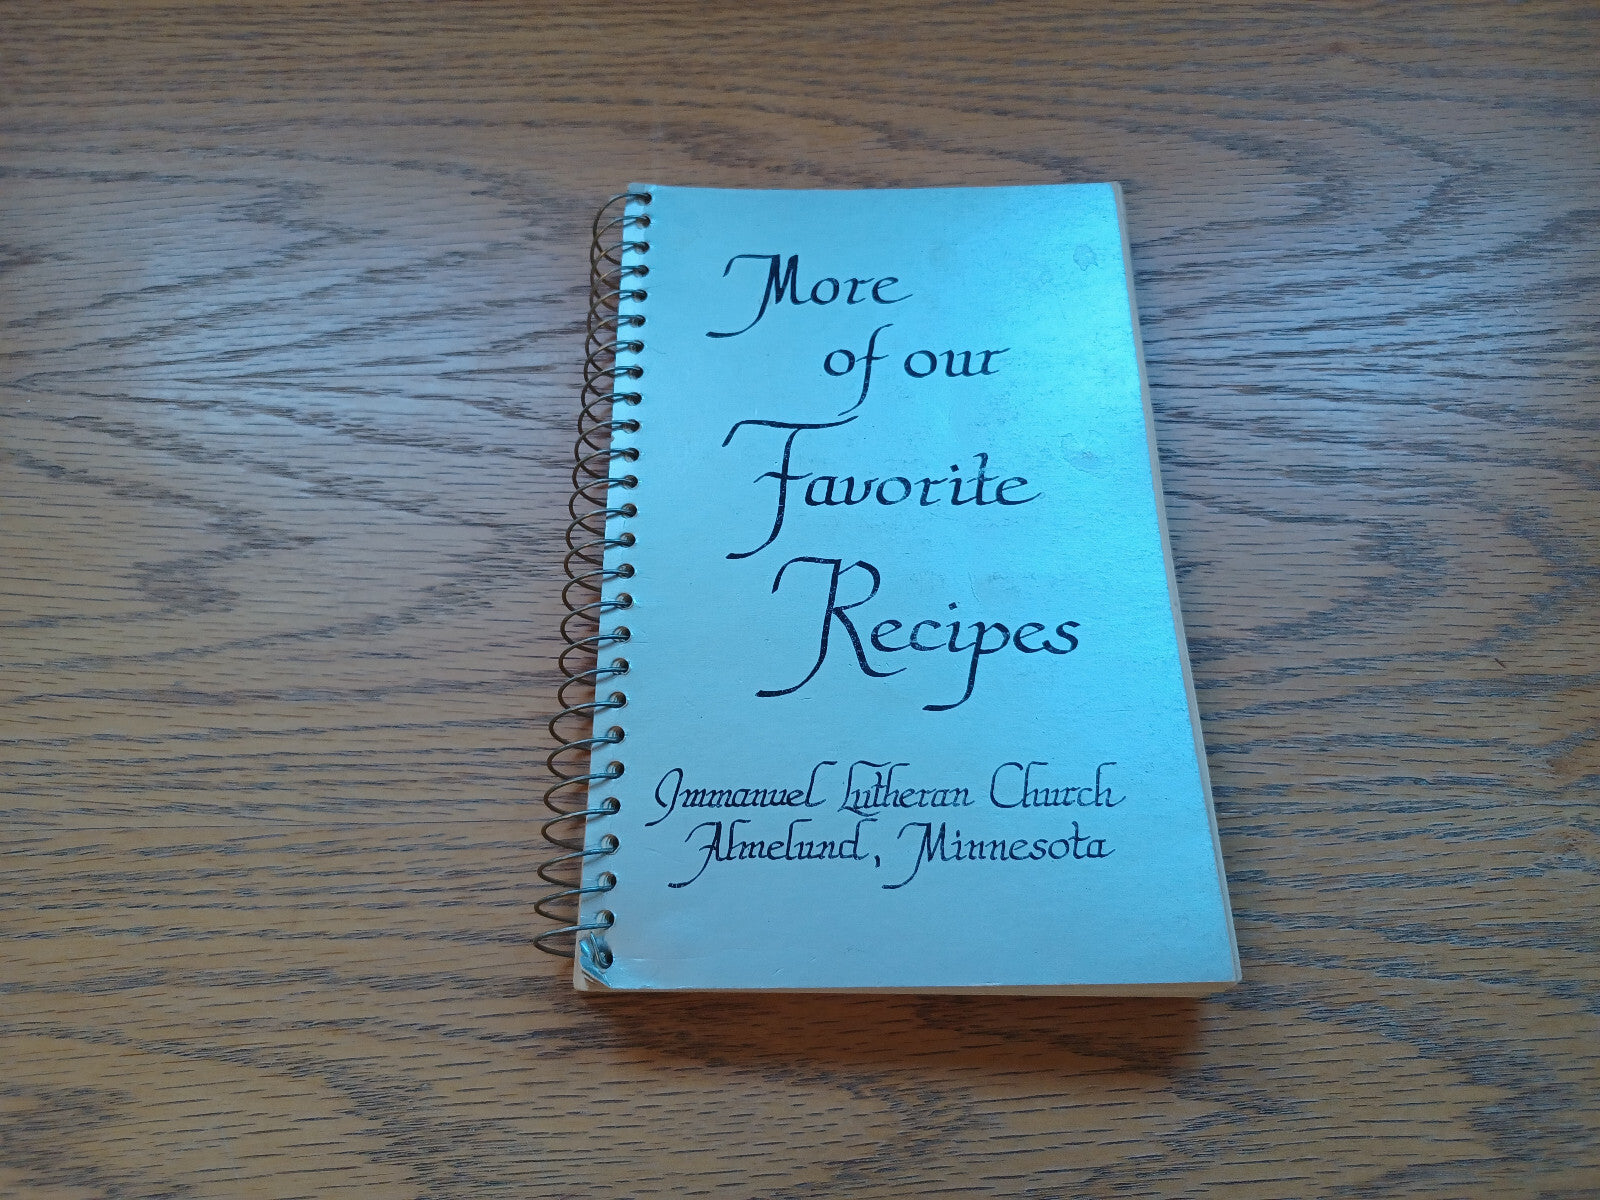 More
of our
Favorite
Recipes
Immanuel Lutheran Church
Almelund, Minnesota